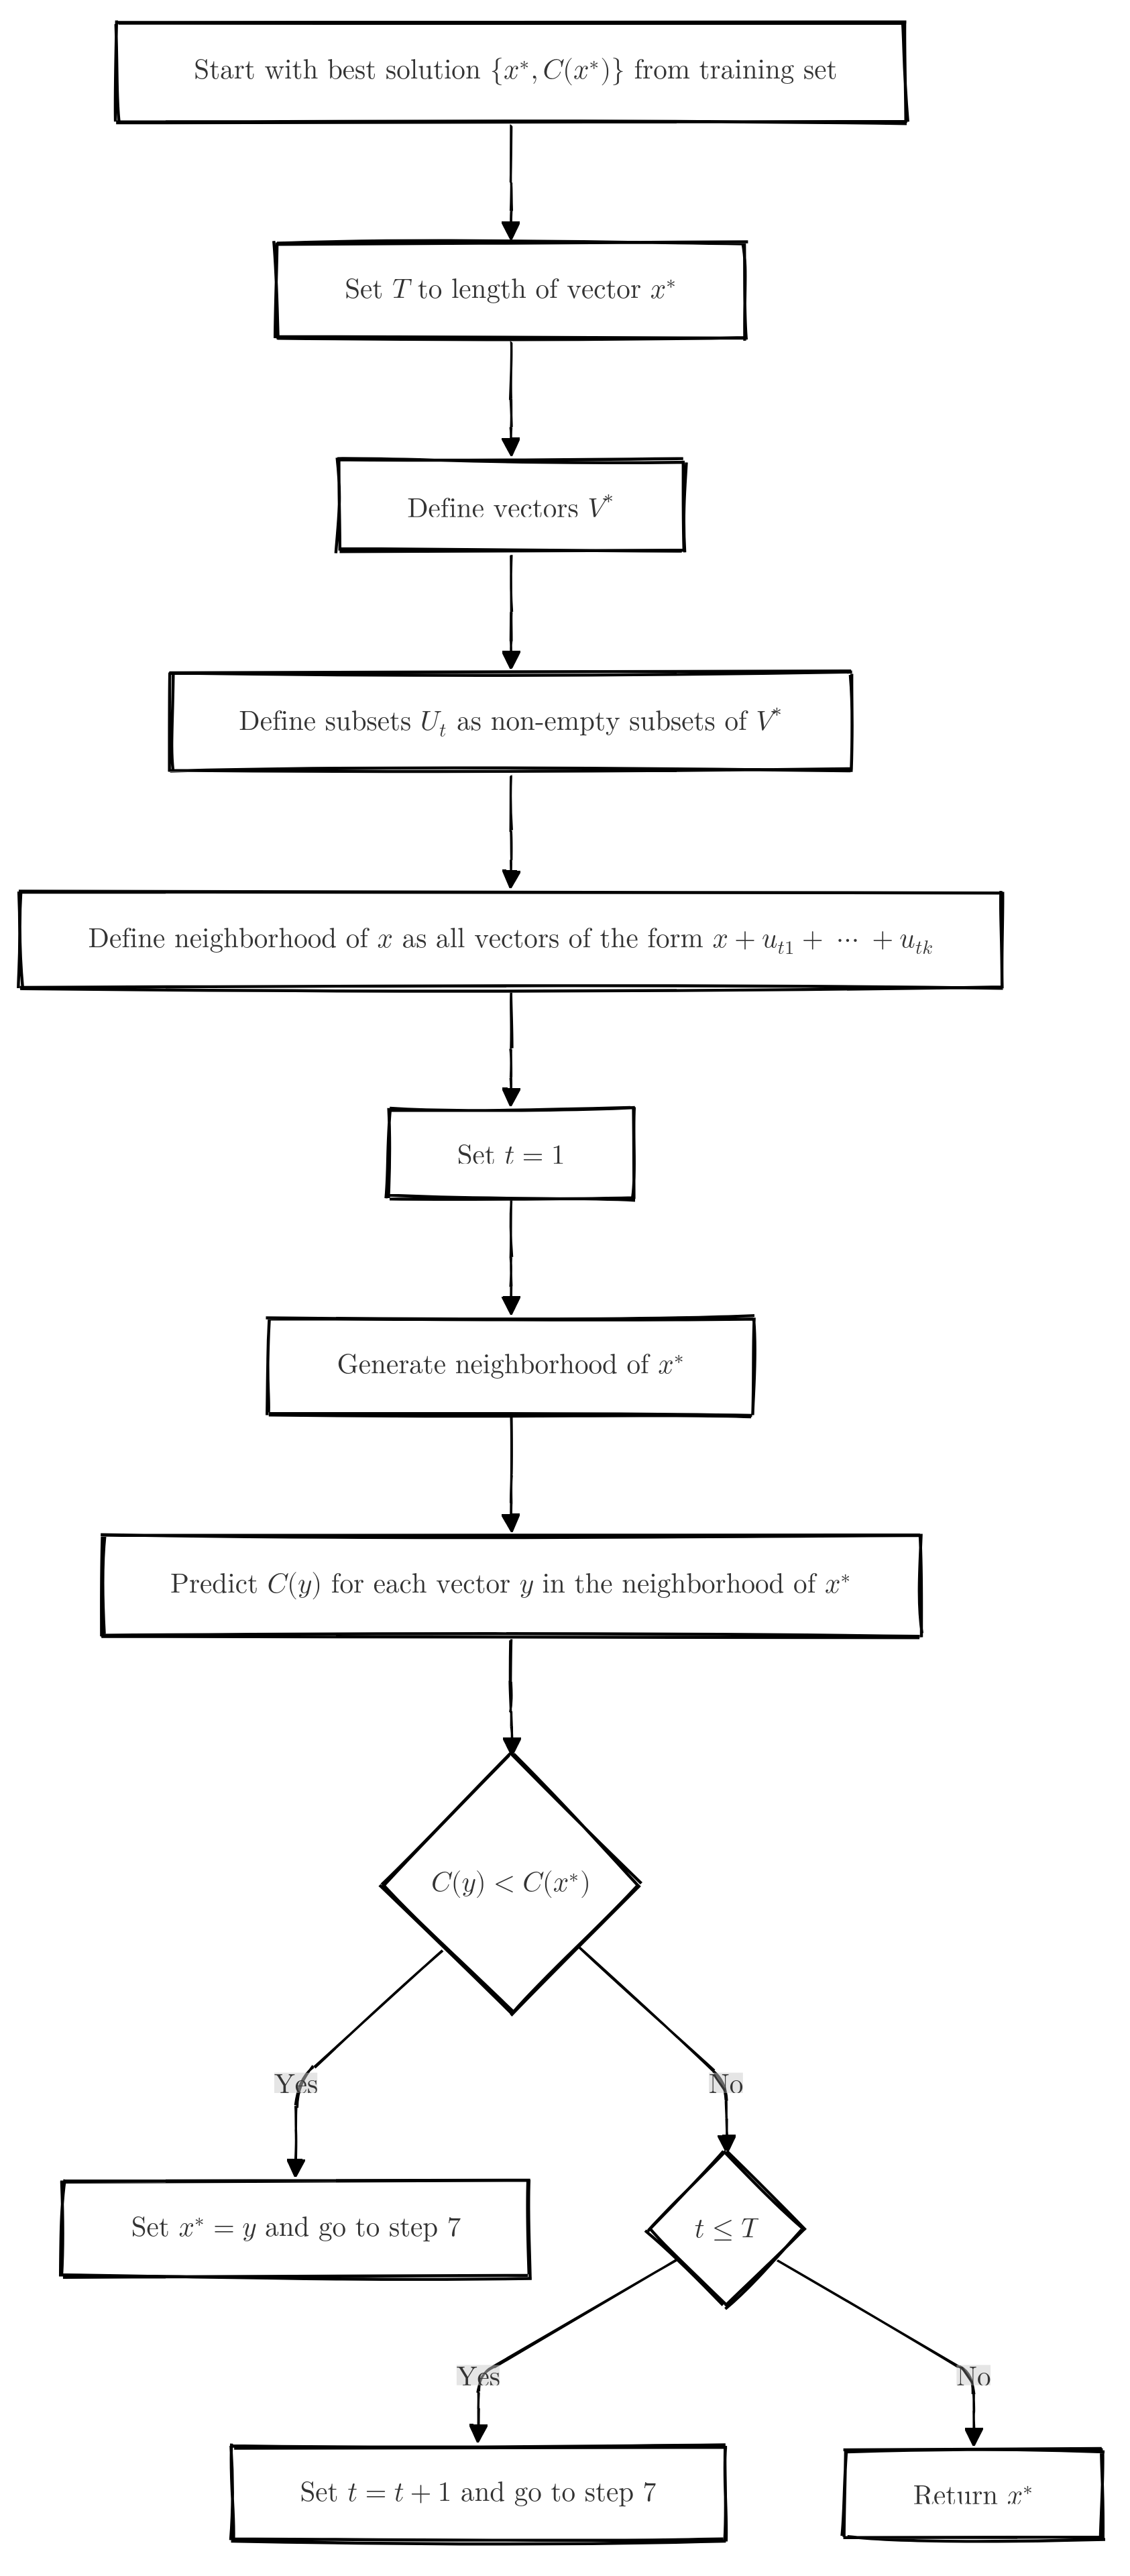 Start with best solution {x*, C(x*)} from training set
Set T to length of vector x*
Define vectors V*
Define subsets U_t as non-empty subsets of V*
Define neighborhood of x as all vectors of the form x + u_{t1} + ··· + u_{tk}
Set t = 1
Generate neighborhood of x*
Predict C(y) for each vector y in the neighborhood of x*
C(y) < C(x*)
Yes
No
Set x* = y and go to step 7
t ≤ T
Yes
No
Set t = t + 1 and go to step 7
Return x*